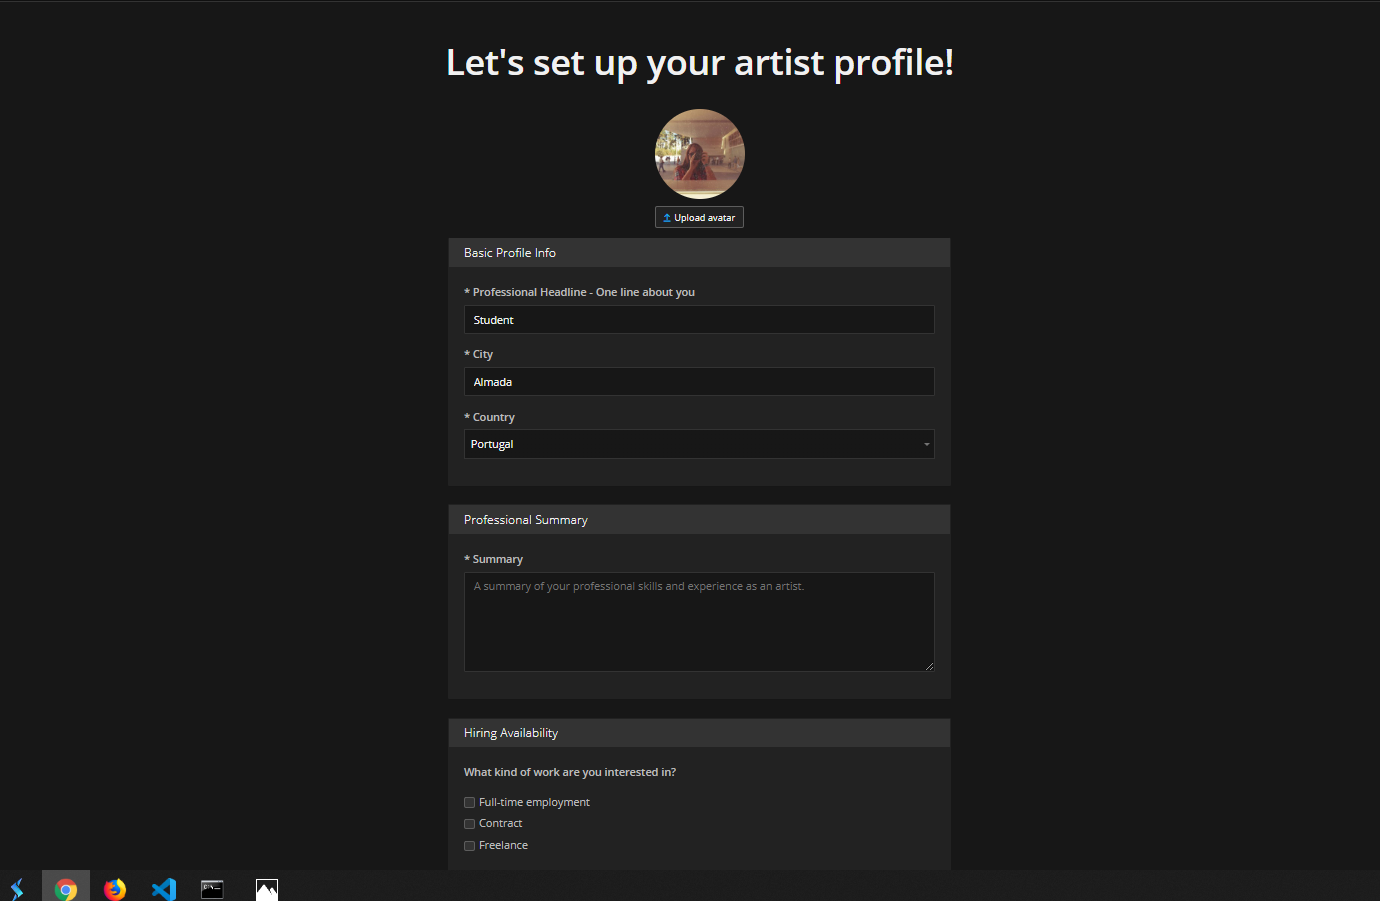 Let's set up your artist profile!
Upload avatar
Basic Profile Info
* Professional Headline - One line about you
Student
* City
Almada
* Country
Portugal
Professional Summary
* Summary
A summary of your professional skills and experience as an artist.
Hiring Availability
What kind of work are you interested in?
Full-time employment
Contract
Freelance